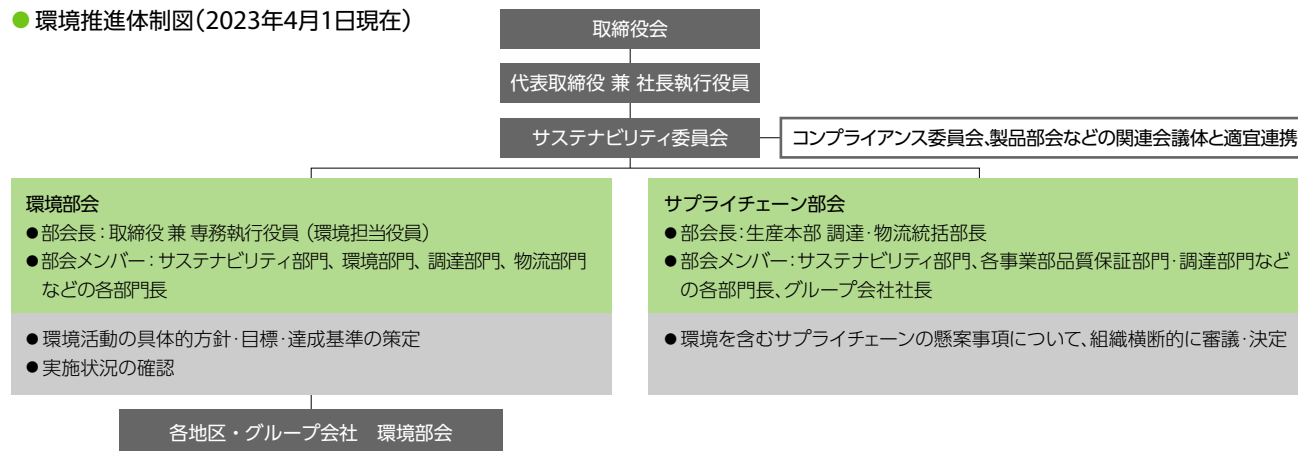 ● 環境推進体制図(2023年4月1日現在)
取締役会
代表取締役 兼 社長執行役員
サステナビリティ委員会
コンプライアンス委員会、製品部会などの関連会議体と適宜連携
環境部会
●部会長：取締役 兼 専務執行役員 (環境担当役員)
●部会メンバー：サステナビリティ部門、環境部門、調達部門、物流部門
などの各部門長
●環境活動の具体的方針・目標・達成基準の策定
●実施状況の確認
各地区・グループ会社　環境部会
サプライチェーン部会
●部会長：生産本部 調達・物流統括部長
●部会メンバー：サステナビリティ部門、各事業部品質保証部門・調達部門など
の各部門長、グループ会社社長
●環境を含むサプライチェーンの懸案事項について、組織横断的に審議・決定